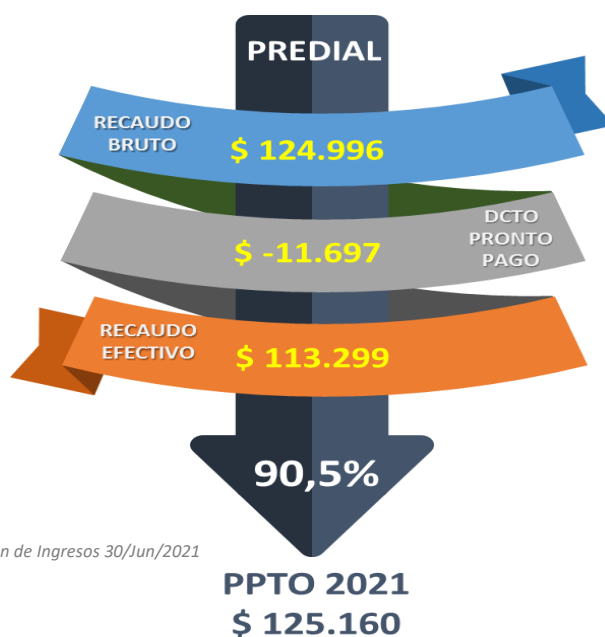 PREDIAL
RECAUDO
BRUTO
$ 124.996
$ -11.697
DCTO
PRONTO
PAGO
RECAUDO
EFECTIVO
$ 113.299
90,5%
n de Ingresos 30/Jun/2021
PPTO 2021
$ 125.160